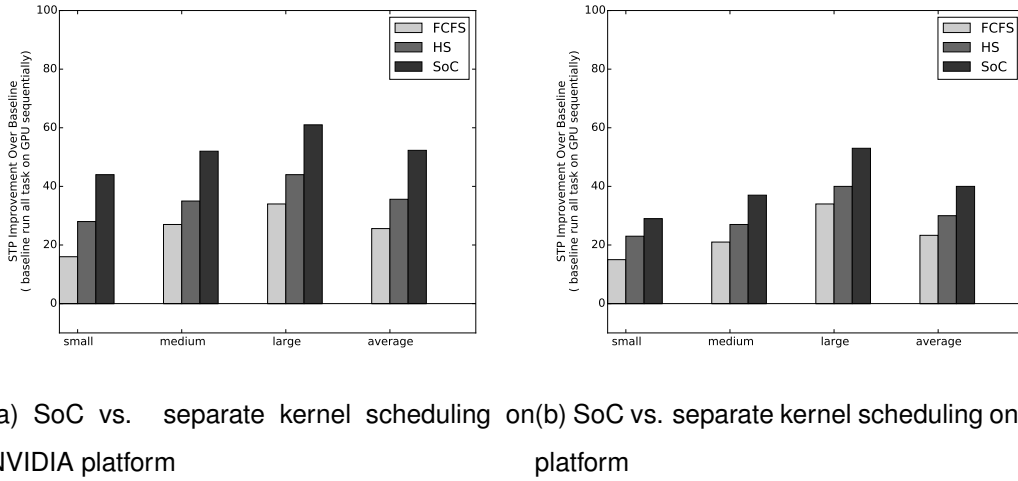 100
80
60
40
20
0
STP Improvement Over Baseline
( baseline run all task on GPU sequentially)
FCFS
HS
SoC
small medium large average
100
80
60
40
20
0
STP Improvement Over Baseline
( baseline run all task on GPU sequentially)
FCFS
HS
SoC
small medium large average
a) SoC vs. separate kernel scheduling on
NVIDIA platform
(b) SoC vs. separate kernel scheduling on
platform